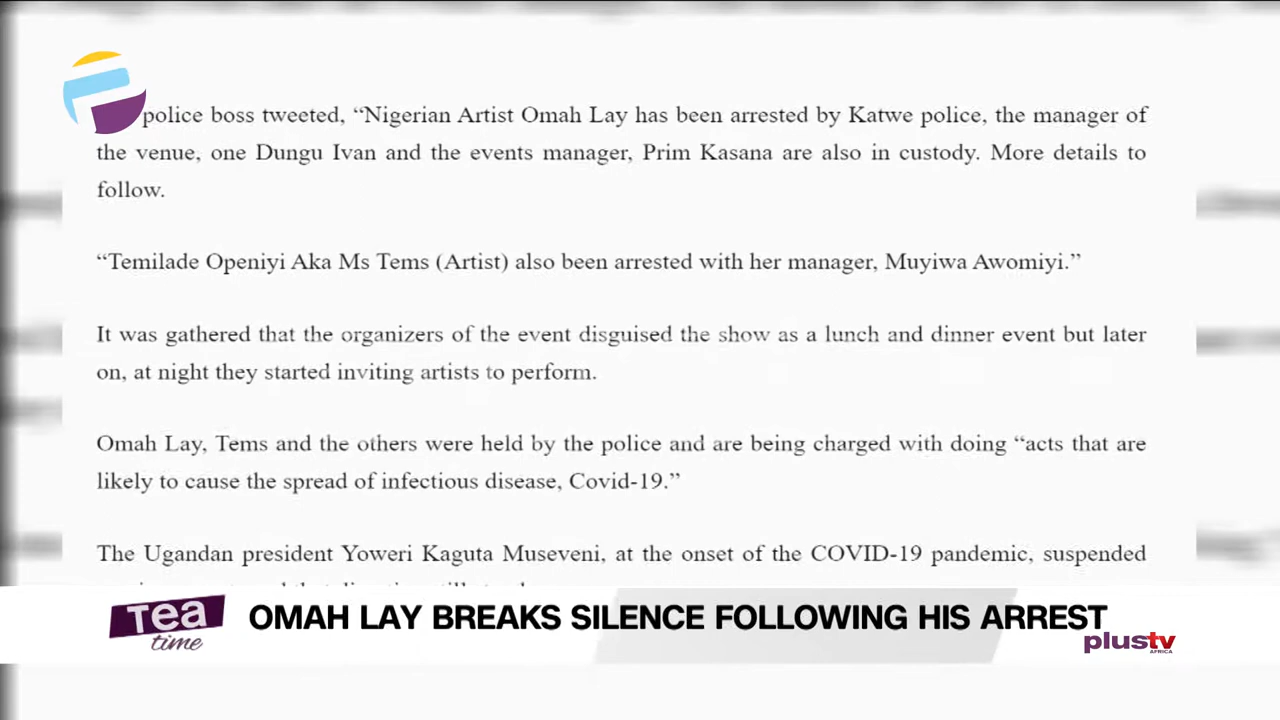 police boss tweeted, “Nigerian Artist Omah Lay has been arrested by Katwe police, the manager of
the venue, one Dungu Ivan and the events manager, Prim Kasana are also in custody. More details to
follow.
“Temilade Openiyi Aka Ms Tems (Artist) also been arrested with her manager, Muyiwa Awomiyi.”
It was gathered that the organizers of the event disguised the show as a lunch and dinner event but later
on, at night they started inviting artists to perform.
Omah Lay, Tems and the others were held by the police and are being charged with doing “acts that are
likely to cause the spread of infectious disease, Covid-19.”
The Ugandan president Yoweri Kaguta Museveni, at the onset of the COVID-19 pandemic, suspended
Tea
time
OMAH LAY BREAKS SILENCE FOLLOWING HIS ARREST
plustv
AFRICA